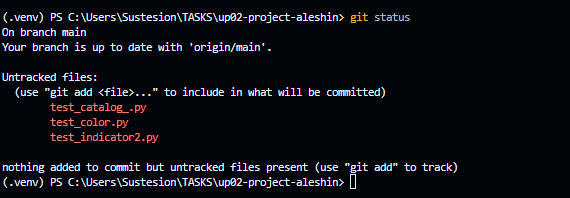 (.venv) PS C:\Users\Sustesion\TASKS\up02-project-aleshin> git status
On branch main
Your branch is up to date with 'origin/main'.
Untracked files:
(use "git add <file>..." to include in what will be committed)
test_catalog_.py
test_color.py
test_indicator2.py
nothing added to commit but untracked files present (use "git add" to track)
(.venv) PS C:\Users\Sustesion\TASKS\up02-project-aleshin>